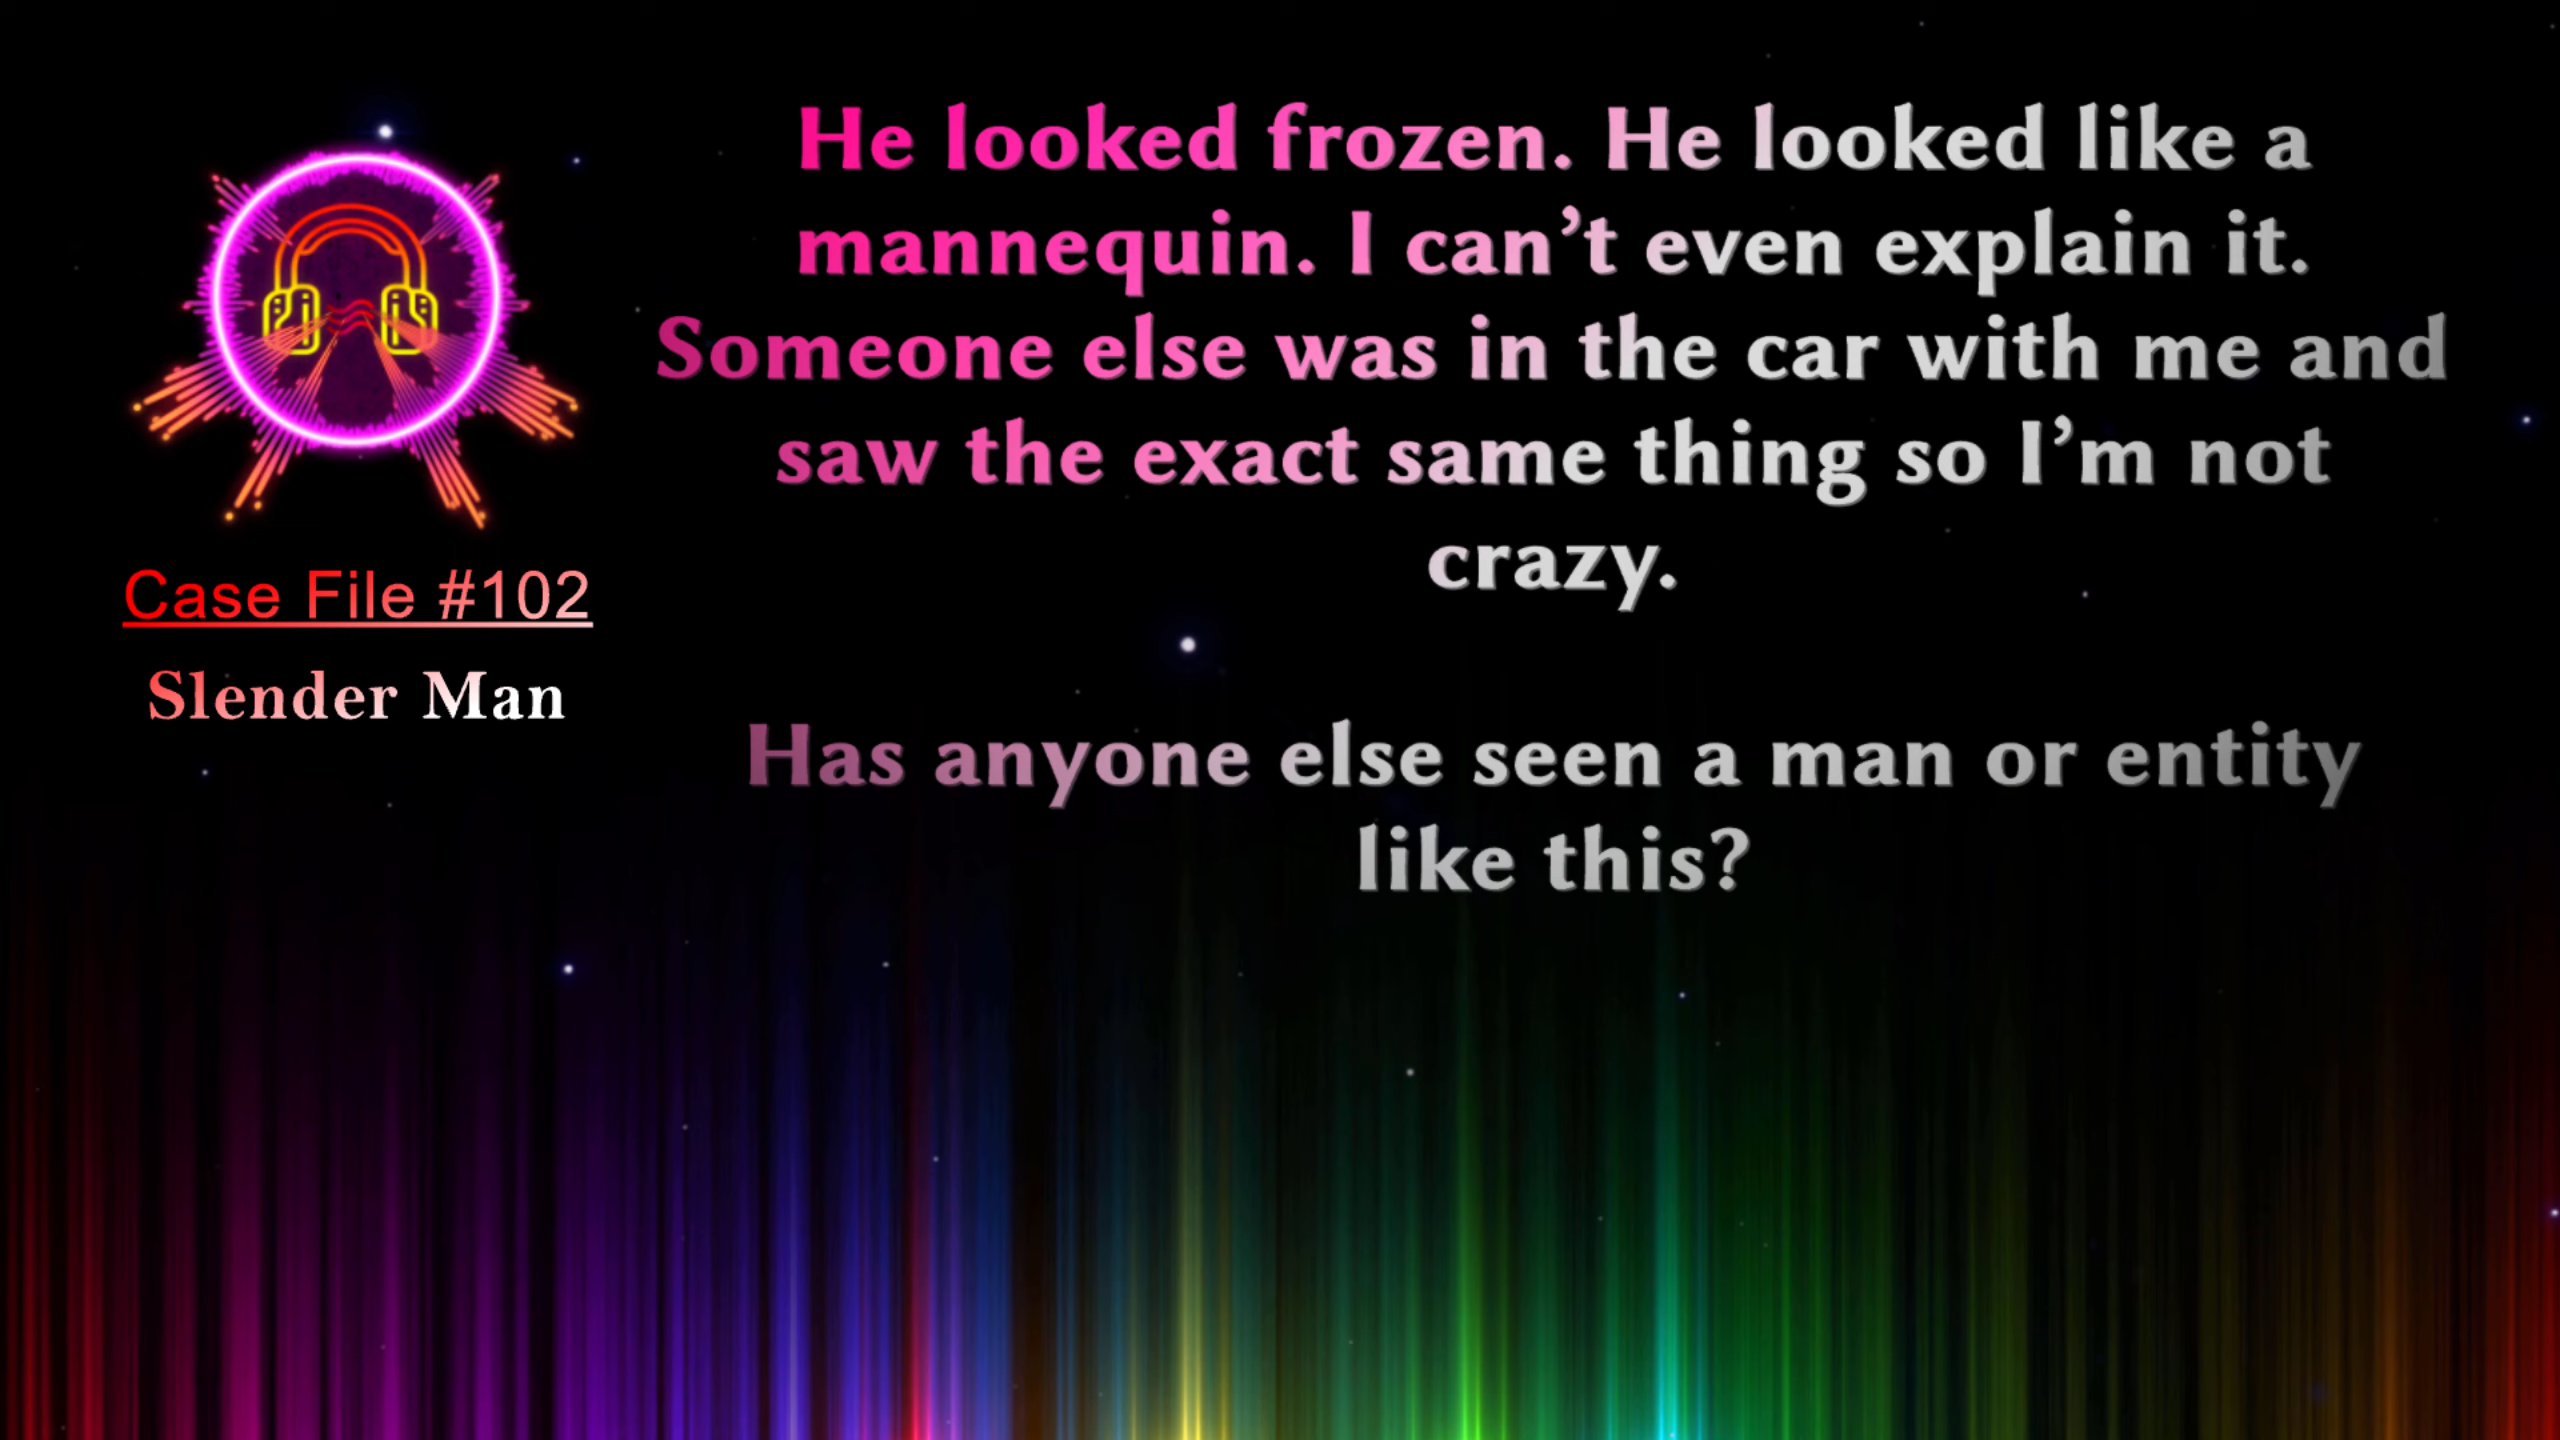 Case File #102
Slender Man
He looked frozen. He looked like a
mannequin. I can’t even explain it.
Someone else was in the car with me and
saw the exact same thing so I’m not
crazy.
Has anyone else seen a man or entity
like this?